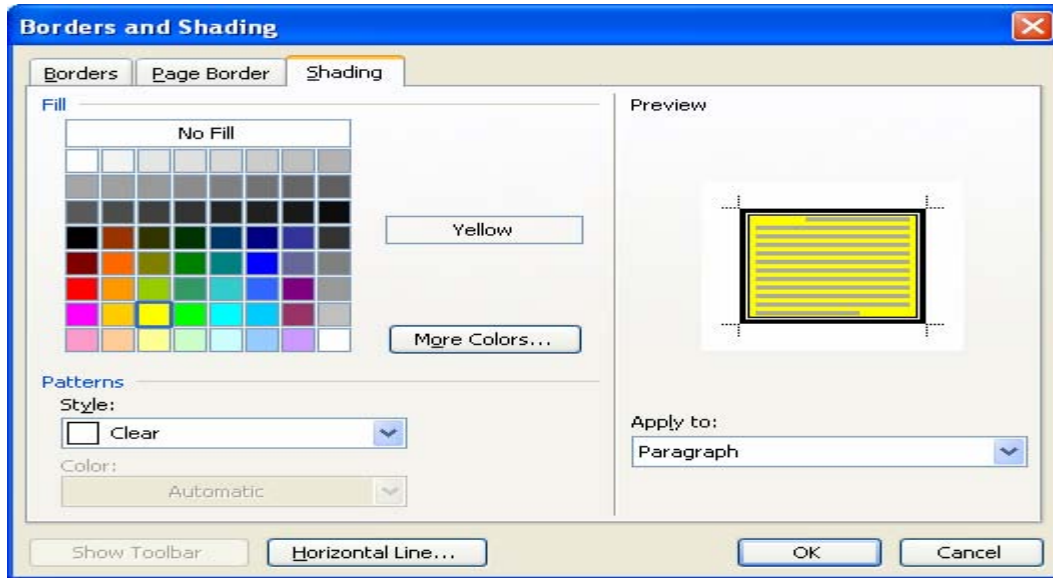 Borders and Shading
Borders
Page Border
Shading
Fill
No Fill
Yellow
More Colors...
Patterns
Style:
Clear
Color:
Automatic
Preview
Apply to:
Paragraph
Show Toolbar
Horizontal Line...
OK
Cancel